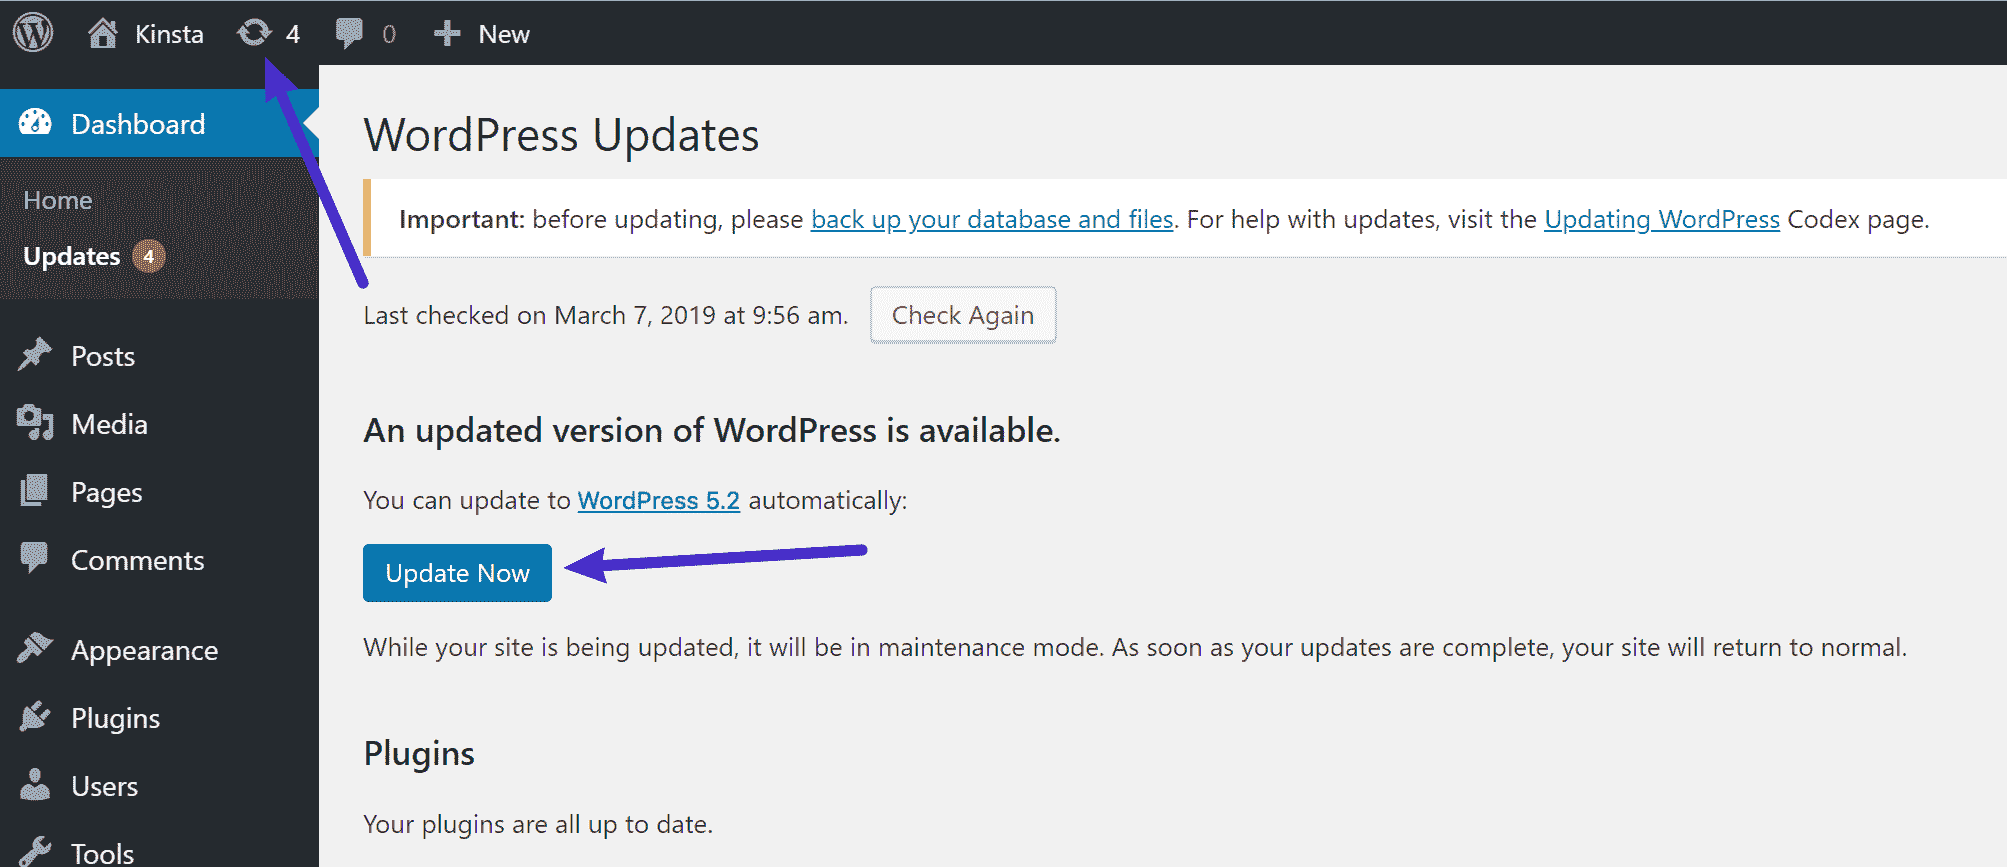 Kinsta 4 0 New
Dashboard
Home
Updates 4
Posts
Media
Pages
Comments
Appearance
Plugins
Users
Tools
WordPress Updates
Important: before updating, please back up your database and files. For help with updates, visit the Updating WordPress Codex page.
Last checked on March 7, 2019 at 9:56 am. Check Again
An updated version of WordPress is available.
You can update to WordPress 5.2 automatically:
Update Now
While your site is being updated, it will be in maintenance mode. As soon as your updates are complete, your site will return to normal.
Plugins
Your plugins are all up to date.